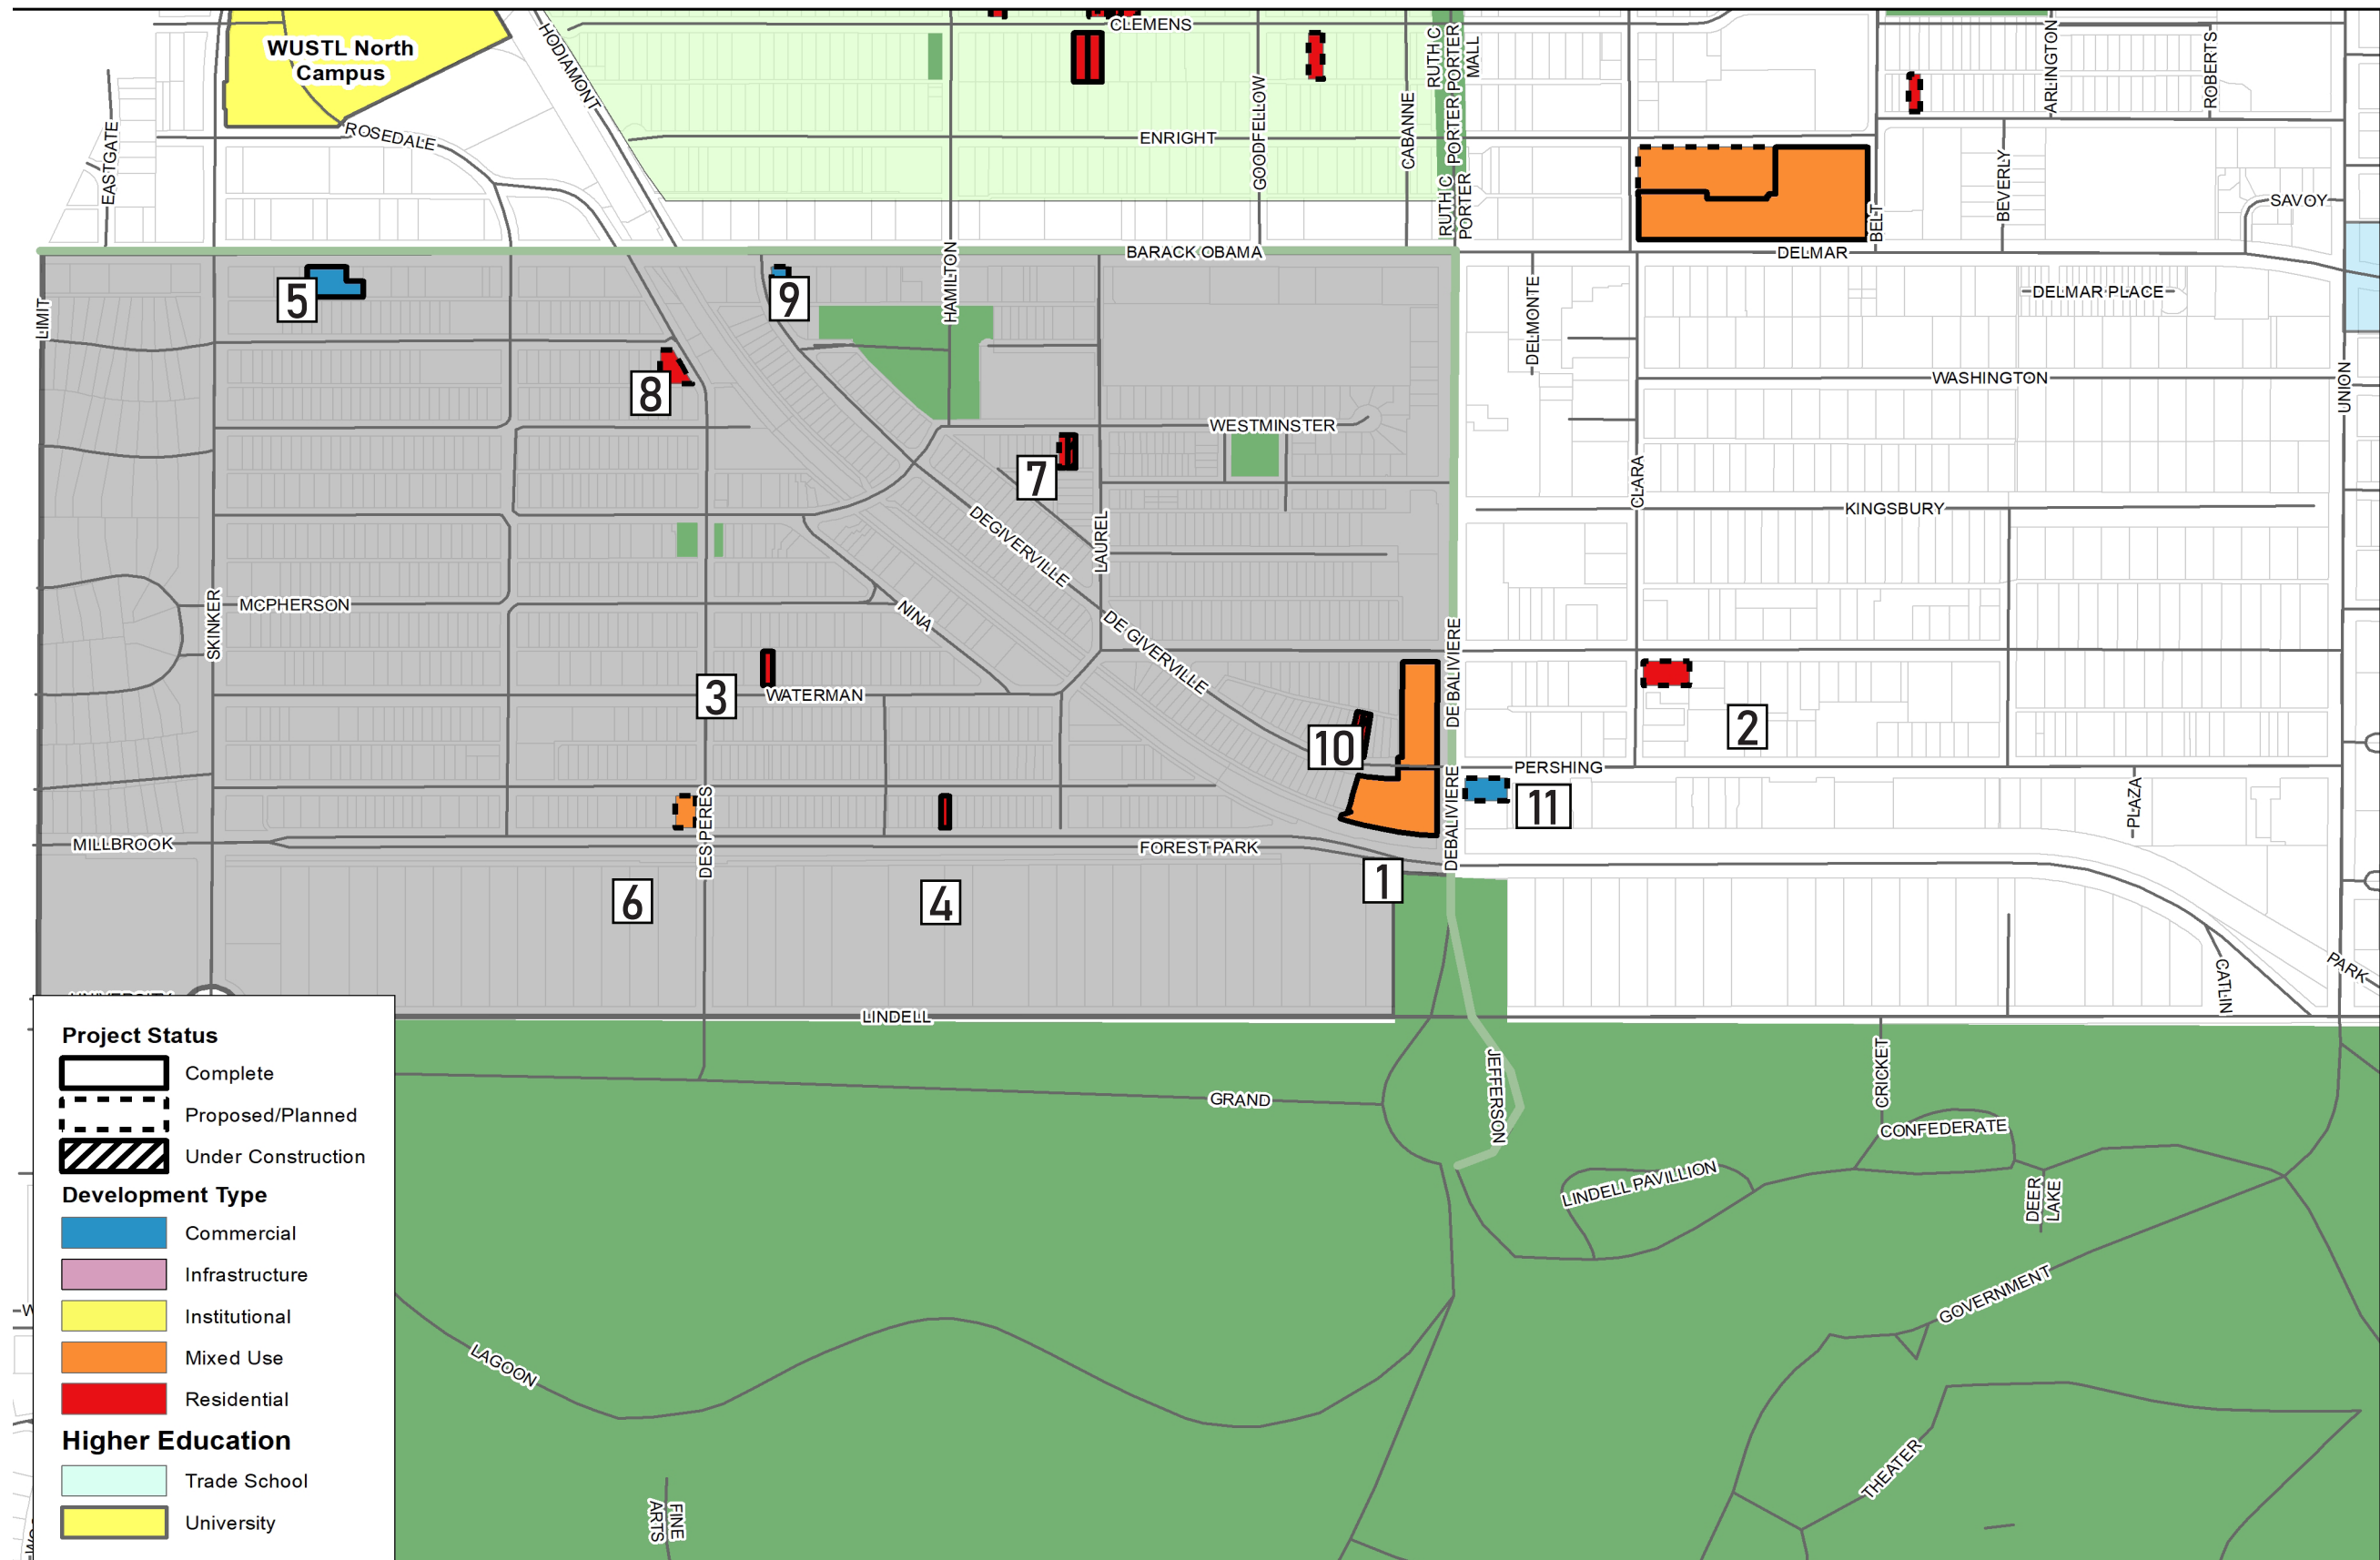 CLEMENS
WUSTL North
Campus
HODIAMONT
RUTH C
PORTER
PORTER
MALL
ARLINGTON
ROBERTS
EASTGATE
ROSEDALE
ENRIGHT
GOODFELLOW
CABANNE
PORTER
RUTH C
PORTER
BELT
BEVERLY
SAVOY
BARACK OBAMA
DELMAR
LIMIT
5
9
HAMILTON
DELMONTE
DELMAR PLACE
8
WASHINGTON
UNION
WESTMINSTER
7
CLARA
KINGSBURY
DEGIVERVILLE
LAUREL
SKINKER
MCPHERSON
NINA
DE GIVERVILLE
DE BALIVIERE
3
WATERMAN
10
2
PERSHING
DEBALIVIERE
11
PLAZA
DES PERES
MILLBROOK
FOREST PARK
1
6
4
CATLIN
PARK
LINDELL
JEFFERSON
CRICKET
GRAND
CONFEDERATE
LINDELL PAVILLION
DEER
LAKE
GOVERNMENT
LAGOON
THEATER
FINE
ARTS
Project Status
Complete
Proposed/Planned
Under Construction
Development Type
Commercial
Infrastructure
Institutional
Mixed Use
Residential
Higher Education
Trade School
University